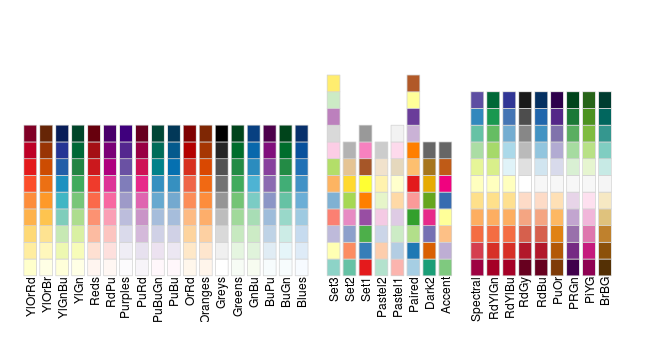 YlOrRd
YlOrBr
YlGnBu
YlGn
Reds
RdPu
Purples
PuRd
PuBuGn
PuBu
OrRd
Oranges
Greys
Greens
GnBu
BuPu
BuGn
Blues
Set3
Set2
Set1
Pastel2
Pastel1
Paired
Dark2
Accent
Spectral
RdYlGn
RdYlBu
RdGy
RdBu
PuOr
PRGn
PiYG
BrBG